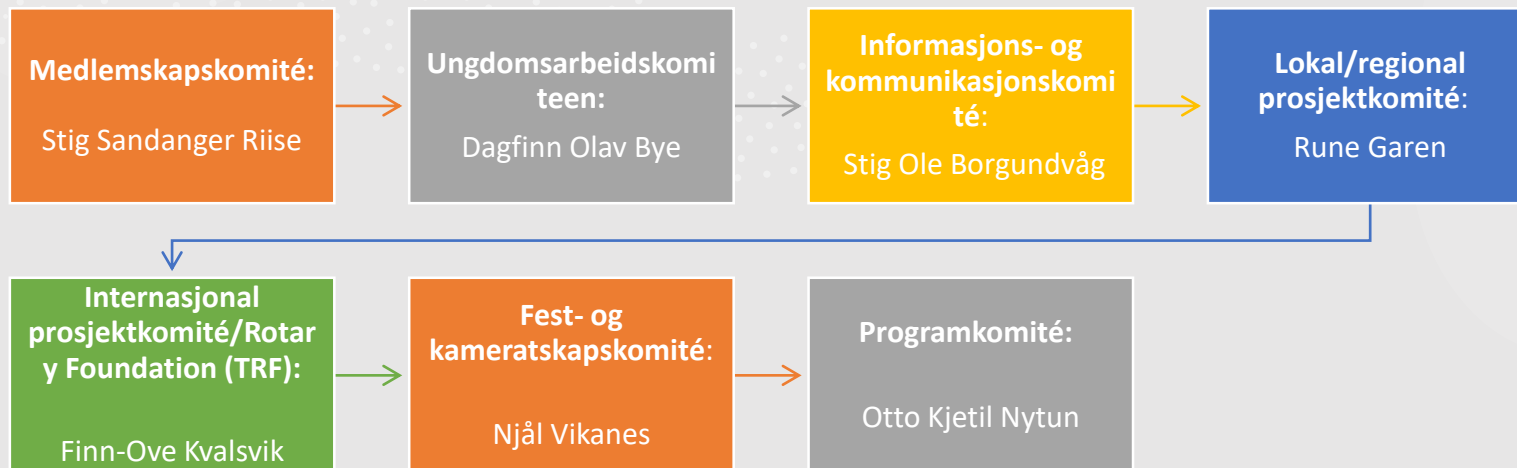 Medlemskapskomité:
Stig Sandanger Riise
Ungdomsarbeidskomi
teen:
Dagfinn Olav Bye
Informasjons- og
kommunikasjonskomi
té:
Stig Ole Borgundvåg
Lokal/regional
prosjektkomité:
Rune Garen
Internasjonal
prosjektkomité/Rotar
y Foundation (TRF):
Finn-Ove Kvalsvik
Fest- og
kameratskapskomité:
Njål Vikanes
Programkomité:
Otto Kjetil Nytun